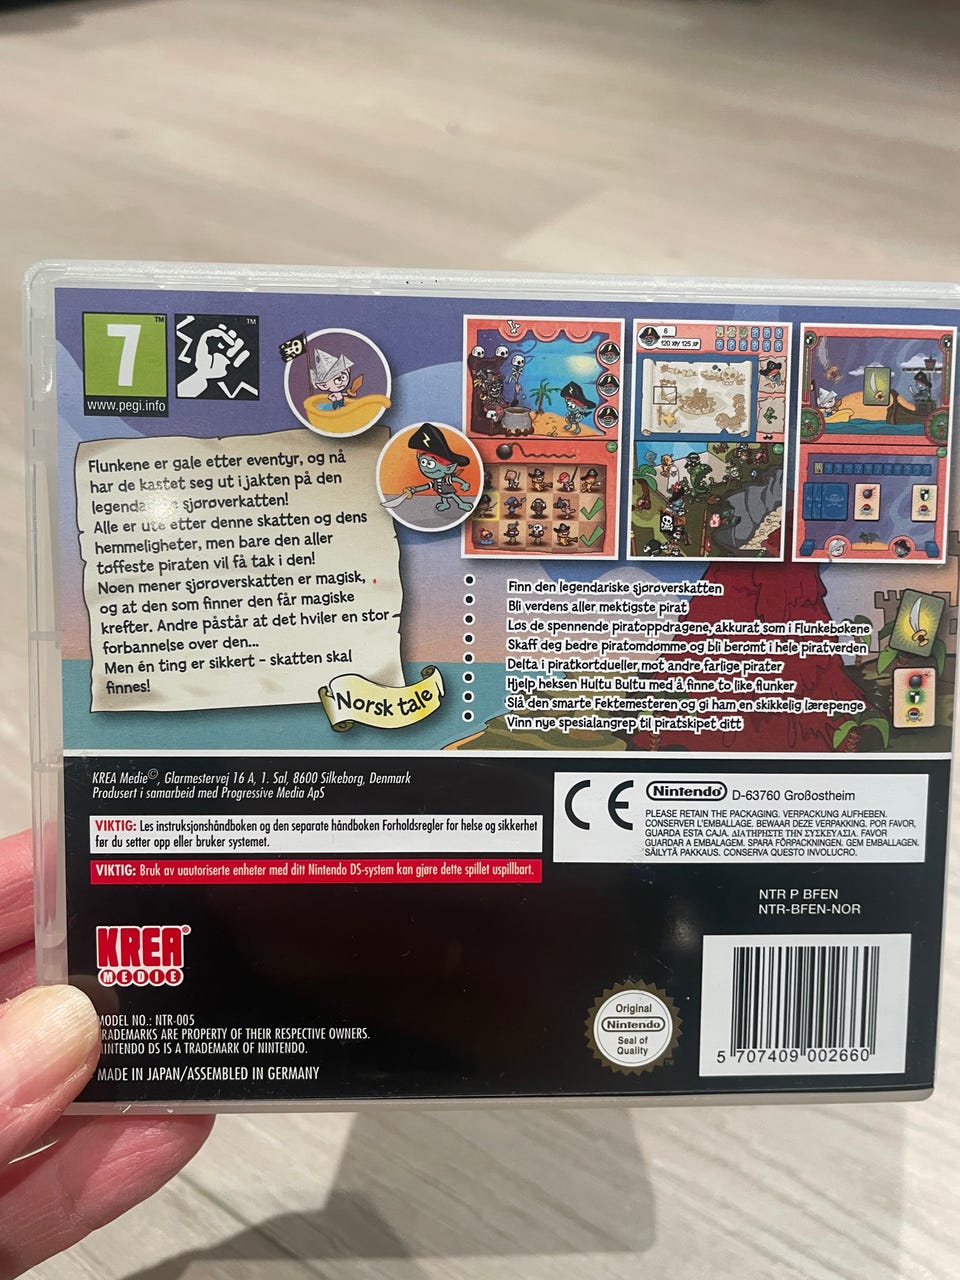 7
TM
TM
www.pegi.info
6
120 XP/ 125 XP
Flunkene er gale etter eventyr, og nå
har de kastet seg ut i jakten på den
sjørøverkatten!
Alle er ute etter denne skatten og dens
hemmeligheter, men bare den aller
tøffeste piraten vil få tak i den!
Noen mener sjørøverskatten er magisk,
og at den som finner den får magiske
krefter. Andre påstår at det hviler en stor
forbannelse over den...
Men én ting er sikkert - skatten skal
finnes!
Norsk tale
Finn den legendariske sjørøverskatten
Bli verdens aller mektigste pirat
Løs de spennende piratoppdragene, akkurat som i Flunkebøkene
Skaff deg bedre piratomdømme og bli berømt i hele piratverden
Delta i piratkortdueller mot andre farlige pirater
Hjelp heksen Hultu Bultu med å finne to like flunker
Slå den smarte Fektemesteren og gi ham en skikkelig lærepenge
Vinn nye spesialangrep til piratskipet ditt
KREA Medie©, Glarmestervej 16 A, 1. Sal, 8600 Silkeborg, Denmark
Produsert i samarbeid med Progressive Media ApS
VIKTIG: Les instruksjonshåndboken og den separate håndboken Forholdsregler for helse og sikkerhet
før du setter opp eller bruker systemet.
VIKTIG: Bruk av uautoriserte enheter med ditt Nintendo DS-system kan gjøre dette spillet uspillbart.
CE
Nintendo® D-63760 Großostheim
PLEASE RETAIN THE PACKAGING. VERPACKUNG AUFHEBEN.
CONSERVER L'EMBALLAGE. BEWAAR DEZE VERPAKKING. POR FAVOR,
GUARDA ESTA CAJA. ΔΙΑΤΗΡΗΣΤΕ ΤΗΝ ΣΥΣΚΕΥΑΣΙΑ. FAVOR
GUARDAR A EMBALAGEM. SPARA FÖRPACKNINGEN. GEM EMBALLAGEN.
SÄILYTÄ PAKKAUS. CONSERVA QUESTO INVOLUCRO.
NTR P BFEN
NTR-BFEN-NOR
KREA®
MEDIE
MODEL NO.: NTR-005
RADEMARKS ARE PROPERTY OF THEIR RESPECTIVE OWNERS.
INTENDO DS IS A TRADEMARK OF NINTENDO.
MADE IN JAPAN/ASSEMBLED IN GERMANY
Original
Nintendo
Seal of
Quality
TM
5 707409 002660